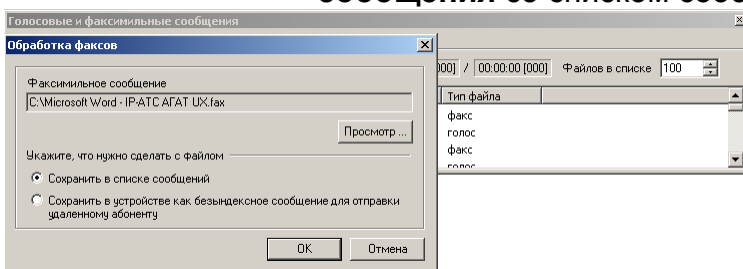 Голосовые и факсимильные сообщения
Обработка факсов
000] / 00:00:00 [000] Файлов в списке 100
Факсимильное сообщение
C:\Microsoft Word - IP-АТС АГАТ UX.fax
Просмотр ...
Укажите, что нужно сделать с файлом
Сохранить в списке сообщений
Сохранить в устройстве как безындексное сообщение для отправки
удаленному абоненту
OK Отмена
Тип файла
факс
голос
факс
голос